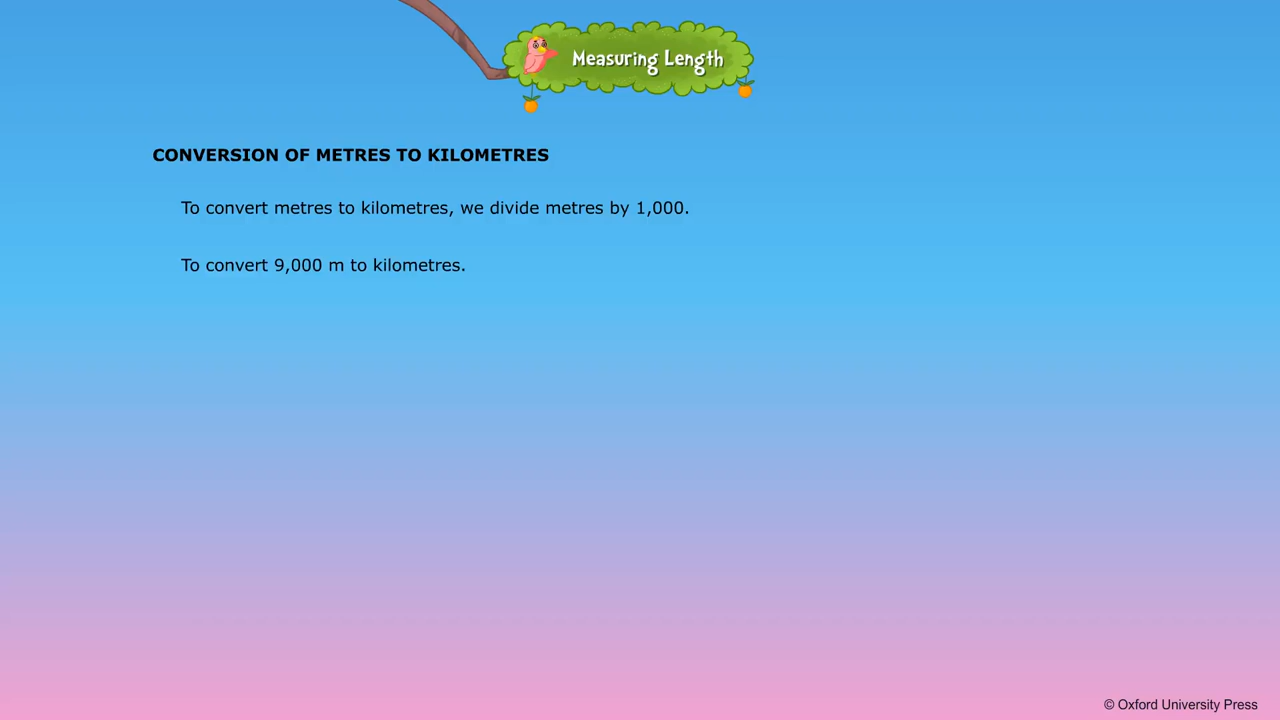 Measuring Length
CONVERSION OF METRES TO KILOMETRES
To convert metres to kilometres, we divide metres by 1,000.
To convert 9,000 m to kilometres.
© Oxford University Press